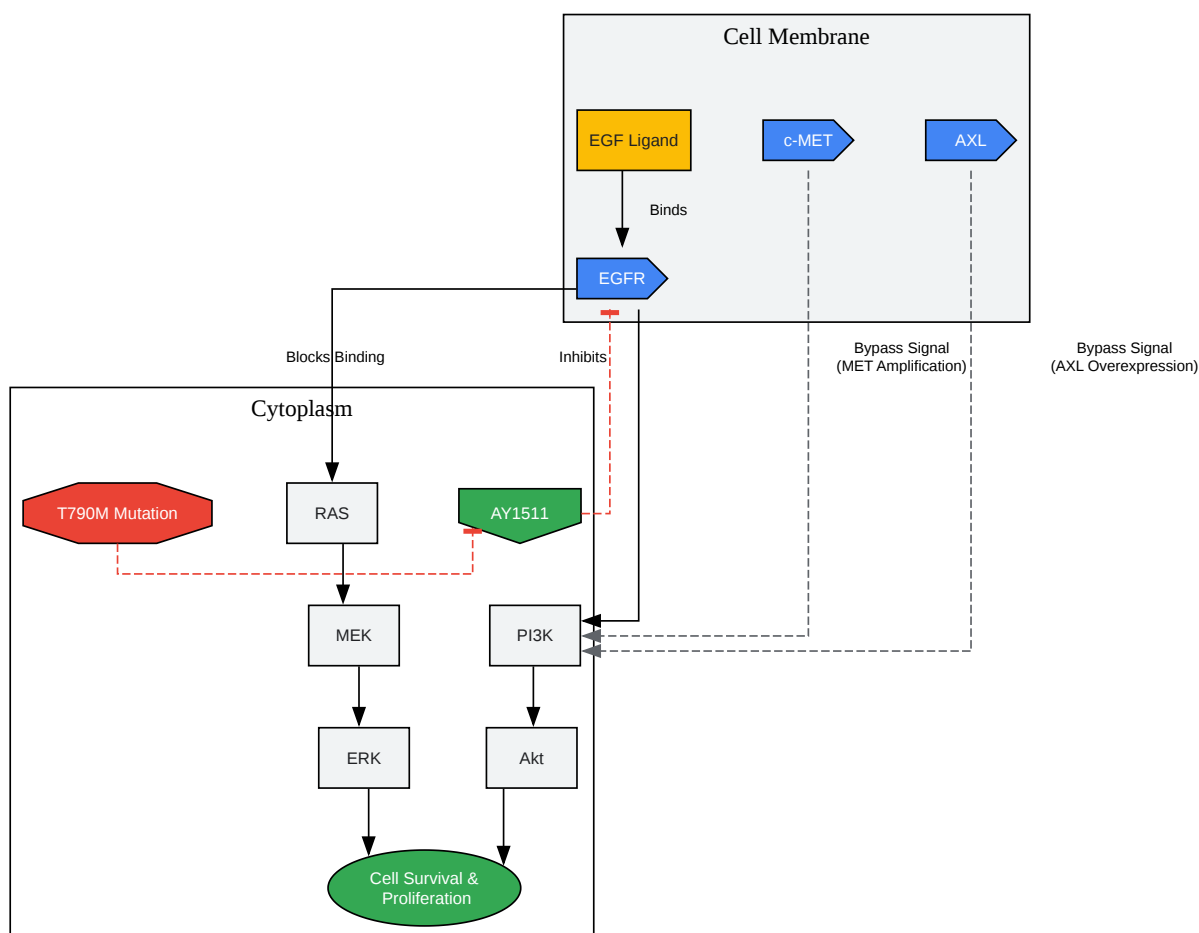 Cell Membrane
EGF Ligand
c-MET
AXL
Binds
EGFR
Blocks Binding
Inhibits
Bypass Signal
(MET Amplification)
Bypass Signal
(AXL Overexpression)
Cytoplasm
T790M Mutation
RAS
AY1511
MEK
PI3K
ERK
Akt
Cell Survival &
Proliferation